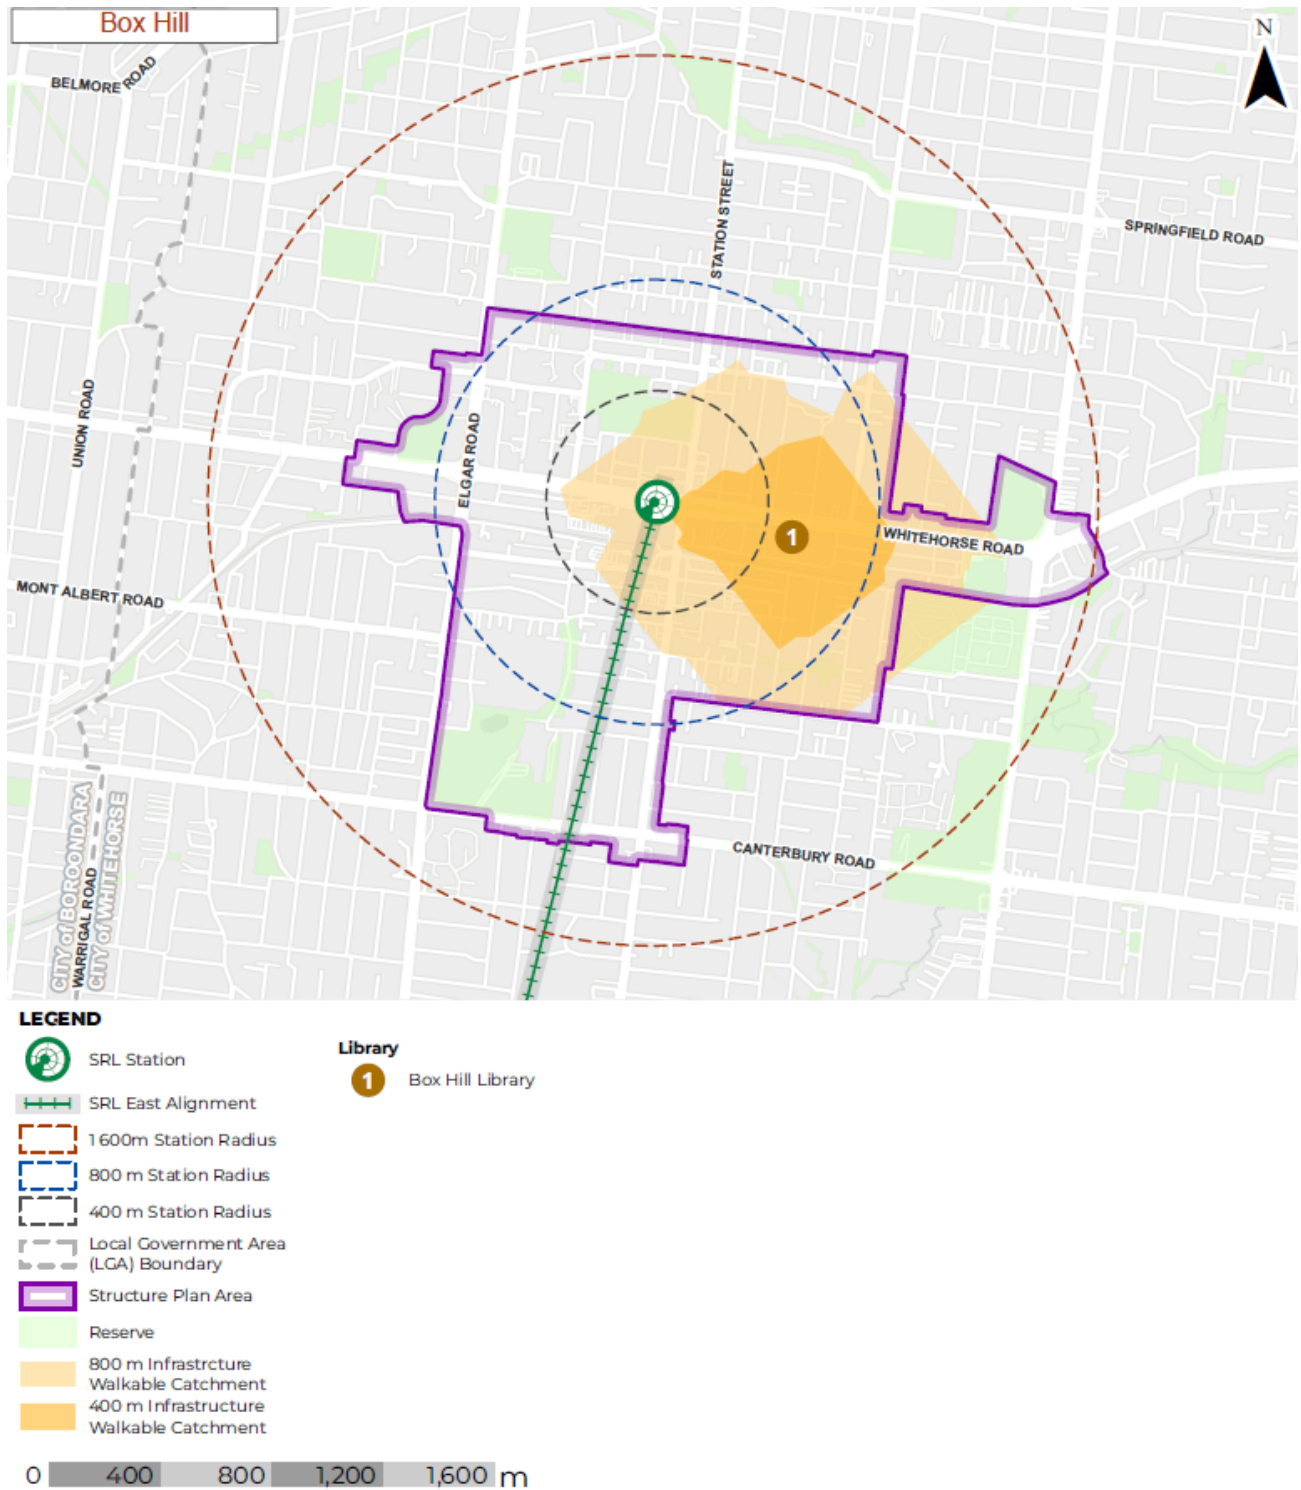 Box Hill
N
BELMORE ROAD
STATION STREET
SPRINGFIELD ROAD
UNION ROAD
ELGAR ROAD
1
WHITEHORSE ROAD
MONT ALBERT ROAD
CANTERBURY ROAD
CITY of BOROONDARA
WARRIGAL ROAD
CITY of WHITEHORSE
LEGEND
SRL Station
SRL East Alignment
1600m Station Radius
800 m Station Radius
400 m Station Radius
Local Government Area
(LGA) Boundary
Structure Plan Area
Reserve
800 m Infrastrcture
Walkable Catchment
400 m Infrastructure
Walkable Catchment
Library
1 Box Hill Library
0 400 800 1,200 1,600 m